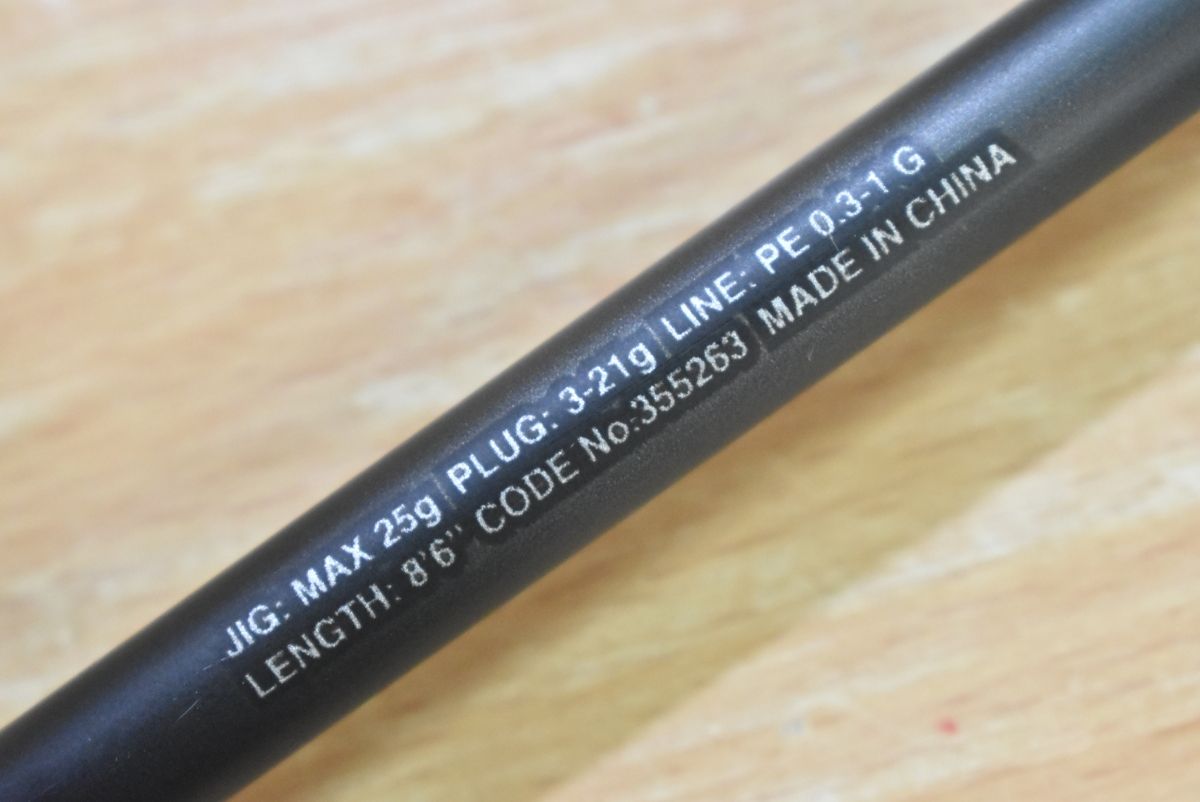 JIG: MAX 25g | PLUG: 3-21g | LINE: PE 0.3-1 G
LENGTH: 8'6" CODE No:355263 | MADE IN CHINA